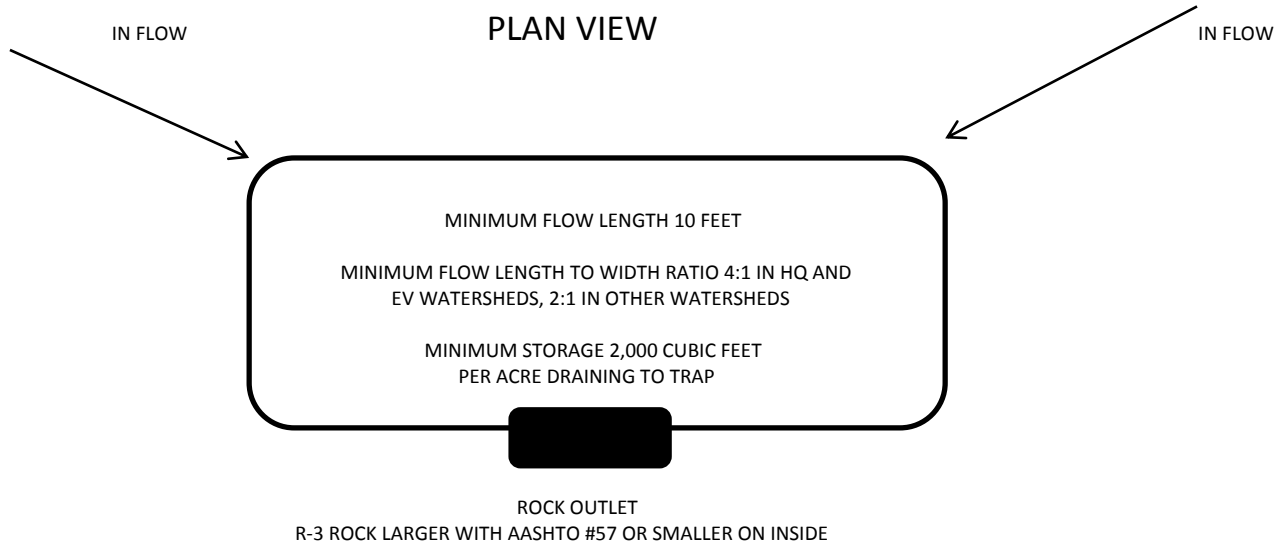 IN FLOW
PLAN VIEW
IN FLOW
MINIMUM FLOW LENGTH 10 FEET
MINIMUM FLOW LENGTH TO WIDTH RATIO 4:1 IN HQ AND
EV WATERSHEDS, 2:1 IN OTHER WATERSHEDS
MINIMUM STORAGE 2,000 CUBIC FEET
PER ACRE DRAINING TO TRAP
ROCK OUTLET
R-3 ROCK LARGER WITH AASHTO #57 OR SMALLER ON INSIDE